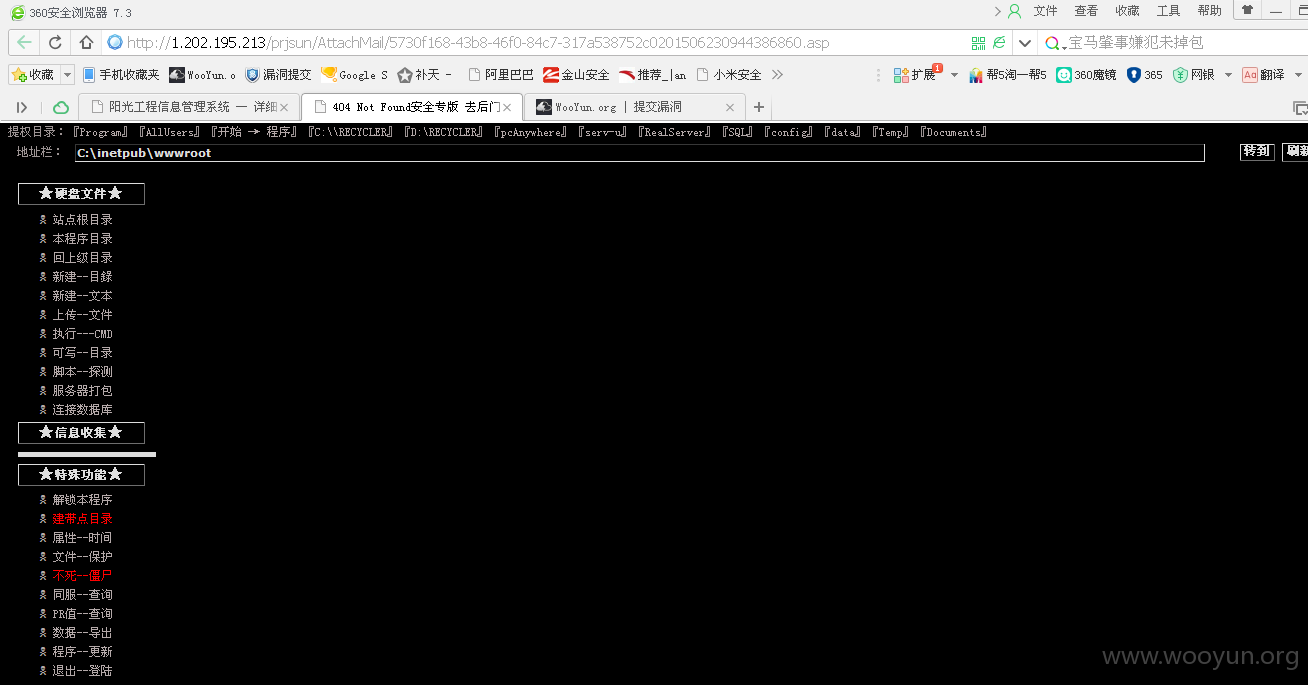 360安全浏览器 7.3
文件 查看 收藏 工具 帮助
http://1.202.195.213/prjsun/AttachMail/5730f168-43b8-46f0-84c7-317a538752c0201506230944386860.asp
宝马肇事嫌犯未掉包
收藏 手机收藏夹 WooYun.o 漏洞提交 Google S 补天 - 阿里巴巴 金山安全 推荐_|an 小米安全 扩展 1 帮5淘一帮5 360魔镜 365 网银 Aa 翻译
阳光工程信息管理系统 — 详细 404 Not Found安全专版 去后门 WooYun.org | 提交漏洞
提权目录：『Program』『AllUsers』『开始 → 程序』『C:\\RECYCLER』『D:\RECYCLER』『pcAnywhere』『serv-u』『RealServer』『SQL』『config』『data』『Temp』『Documents』
地址栏： C:\inetpub\wwwroot 转到 刷新
★硬盘文件★
站点根目录
本程序目录
回上级目录
新建--目録
新建--文本
上传--文件
执行---CMD
可写--目录
脚本--探测
服务器打包
连接数据库
★信息收集★
★特殊功能★
解锁本程序
建带点目录
属性--时间
文件--保护
不死--僵尸
同服--查询
PR值--查询
数据--导出
程序--更新
退出--登陆
www.wooyun.org